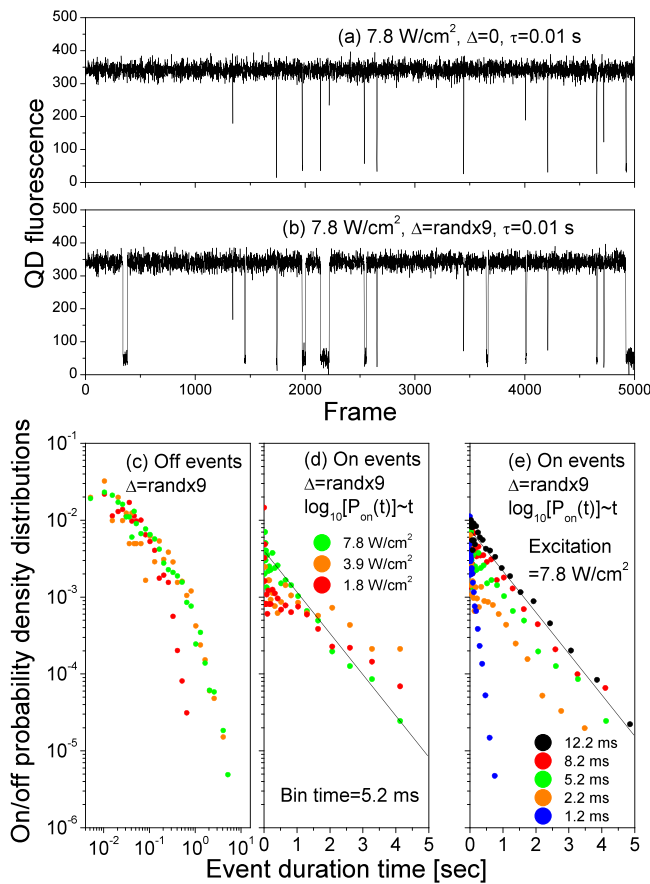 500
400
300
200
100
0
(a) 7.8 W/cm², Δ=0, τ=0.01 s
QD fluorescence
500
400
300
200
100
0
(b) 7.8 W/cm², Δ=randx9, τ=0.01 s
0 1000 2000 3000 4000 5000
Frame
On/off probability density distributions
10⁻¹
10⁻²
10⁻³
10⁻⁴
10⁻⁵
10⁻⁶
(c) Off events
Δ=randx9
10⁻² 10⁻¹ 10⁰ 10¹
(d) On events
Δ=randx9
log₁₀[Pₒₙ(t)]~t
7.8 W/cm²
3.9 W/cm²
1.8 W/cm²
Bin time=5.2 ms
0 1 2 3 4 5
(e) On events
Δ=randx9
log₁₀[Pₒₙ(t)]~t
Excitation
=7.8 W/cm²
12.2 ms
8.2 ms
5.2 ms
2.2 ms
1.2 ms
0 1 2 3 4 5
Event duration time [sec]